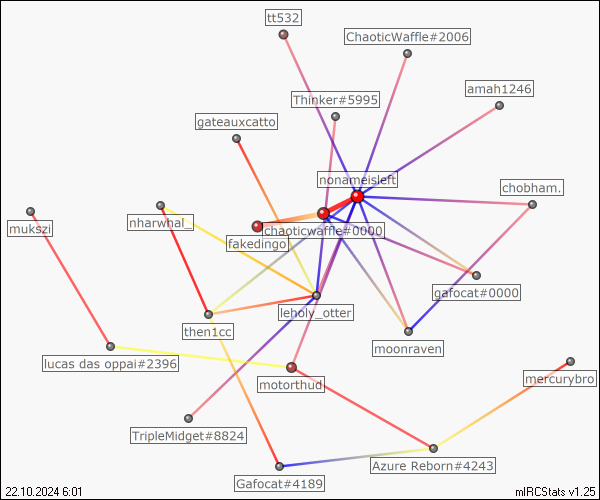 tt532
ChaoticWaffle#2006
amah1246
Thinker#5995
gateauxcatto
nonameisleft
chobham.
mukszi
nharwhal_
chaoticwaffle#0000
fakedingo
gafocat#0000
leholy_otter
then1cc
moonraven
lucas das oppai#2396
motorthud
mercurybro
TripleMidget#8824
Azure Reborn#4243
Gafocat#4189
22.10.2024 6:01
mIRCStats v1.25